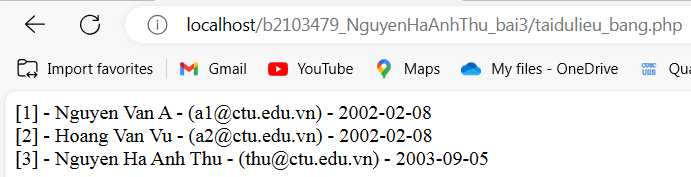 localhost/b2103479_NguyenHaAnhThu_bai3/taidulieu_bang.php
Import favorites Gmail YouTube Maps My files - OneDrive CUSC UIIS Qu
[1] - Nguyen Van A - (a1@ctu.edu.vn) - 2002-02-08
[2] - Hoang Van Vu - (a2@ctu.edu.vn) - 2002-02-08
[3] - Nguyen Ha Anh Thu - (thu@ctu.edu.vn) - 2003-09-05